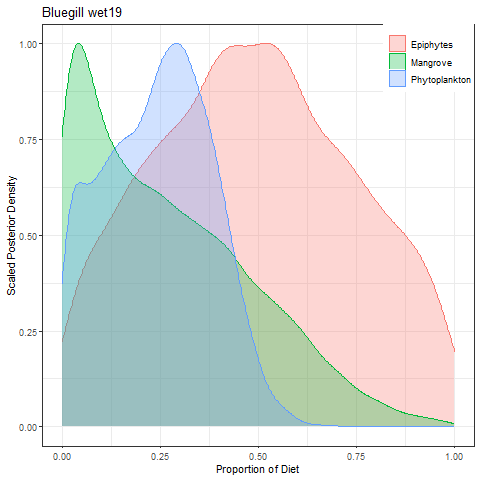 Bluegill wet19
Epiphytes
Mangrove
Phytoplankton
1.00
0.75
0.50
0.25
0.00
Scaled Posterior Density
0.00 0.25 0.50 0.75 1.00
Proportion of Diet